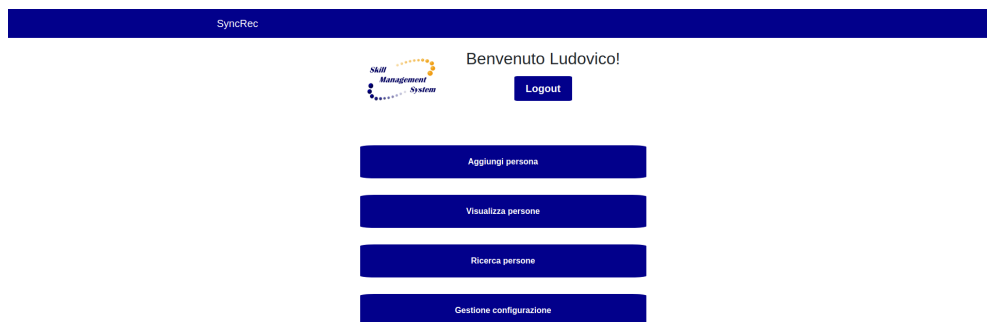 SyncRec
Skill
Management
System
Benvenuto Ludovico!
Logout
Aggiungi persona
Visualizza persone
Ricerca persone
Gestione configurazione